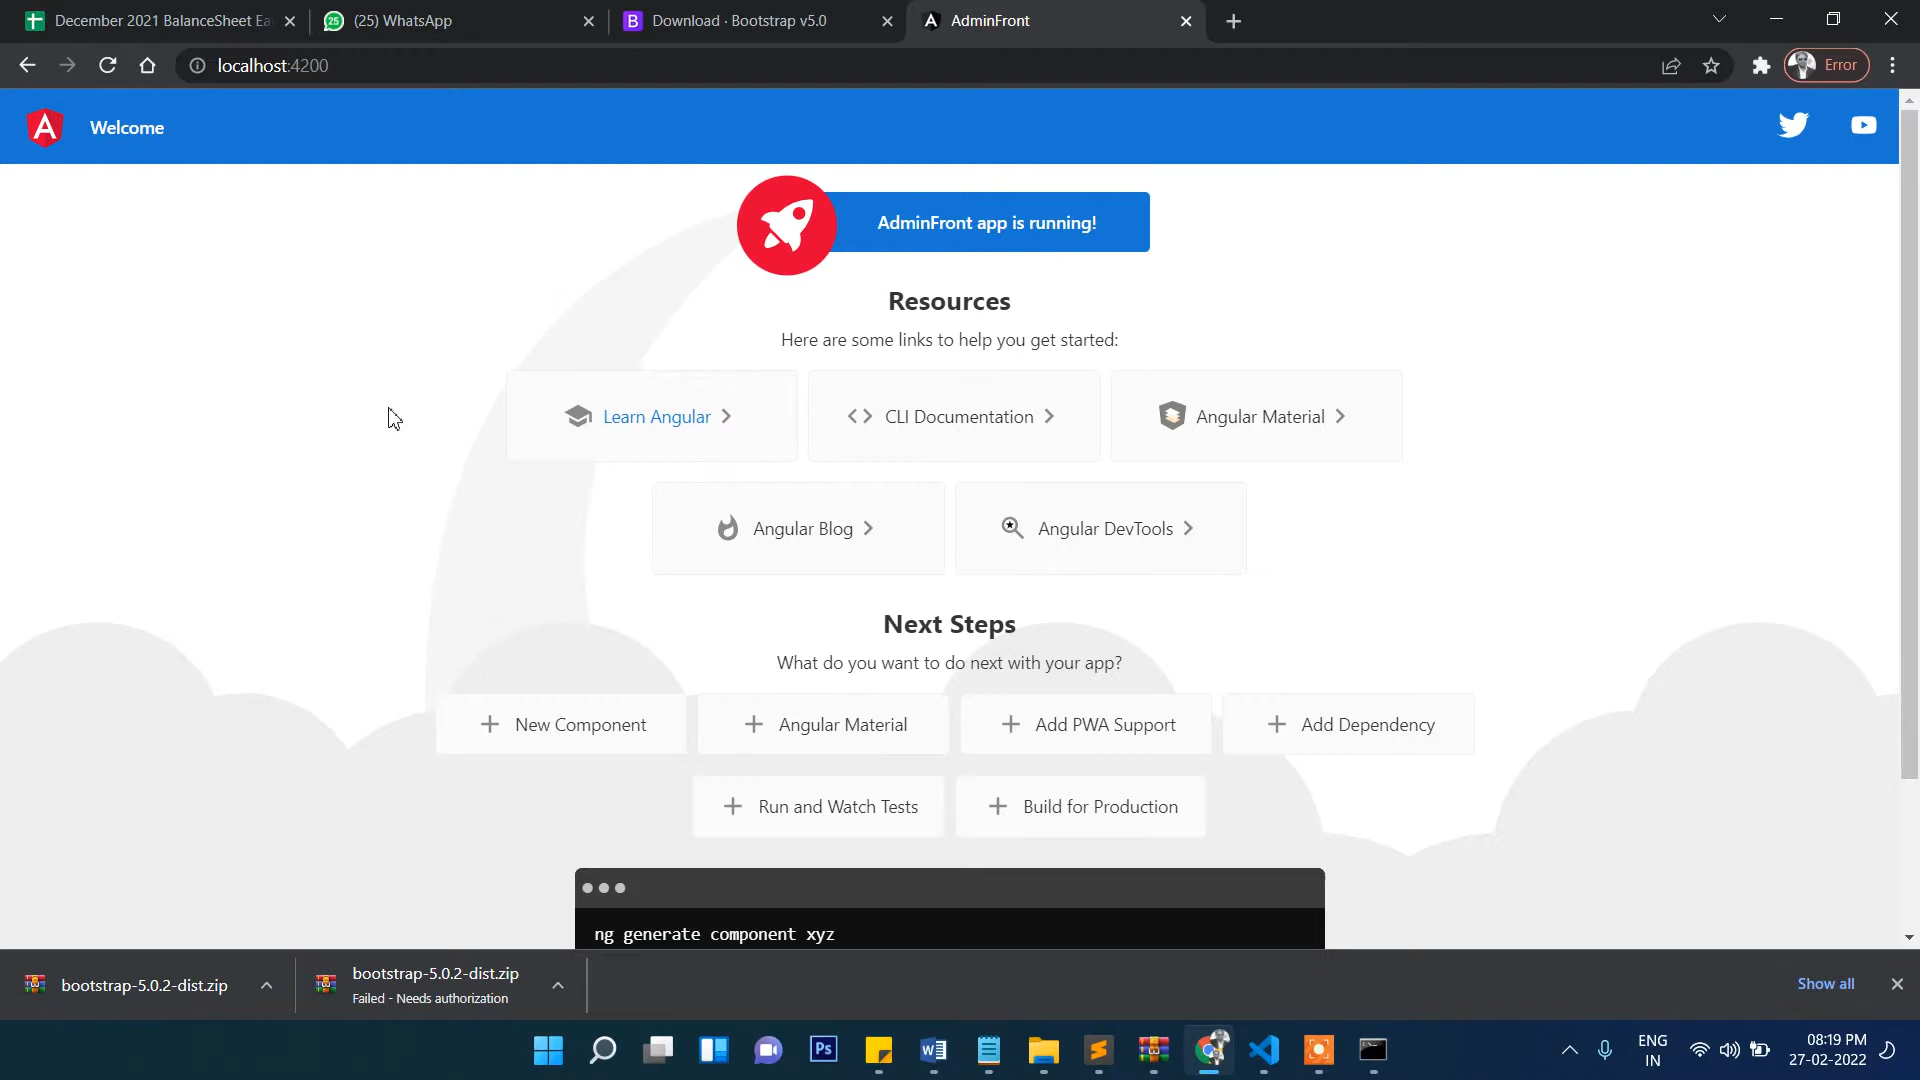 December 2021 BalanceSheet Ea
(25) WhatsApp
Download · Bootstrap v5.0
AdminFront
localhost:4200
Error
Welcome
AdminFront app is running!
Resources
Here are some links to help you get started:
Learn Angular
CLI Documentation
Angular Material
Angular Blog
Angular DevTools
Next Steps
What do you want to do next with your app?
New Component
Angular Material
Add PWA Support
Add Dependency
Run and Watch Tests
Build for Production
ng generate component xyz
bootstrap-5.0.2-dist.zip
bootstrap-5.0.2-dist.zip
Failed - Needs authorization
Show all
ENG
IN
08:19 PM
27-02-2022